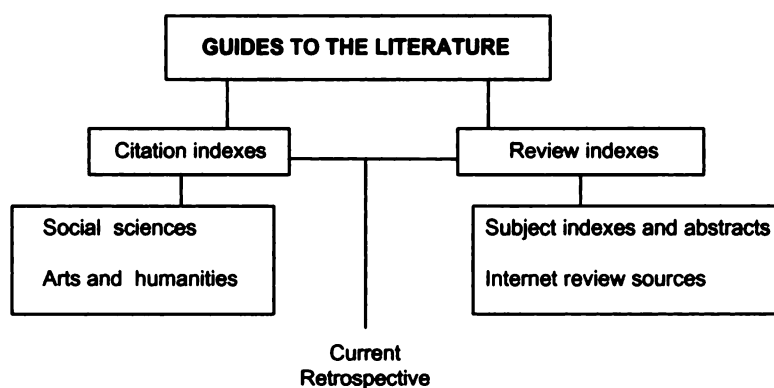 GUIDES TO THE LITERATURE
Citation indexes
Review indexes
Social sciences
Arts and humanities
Subject indexes and abstracts
Internet review sources
Current
Retrospective